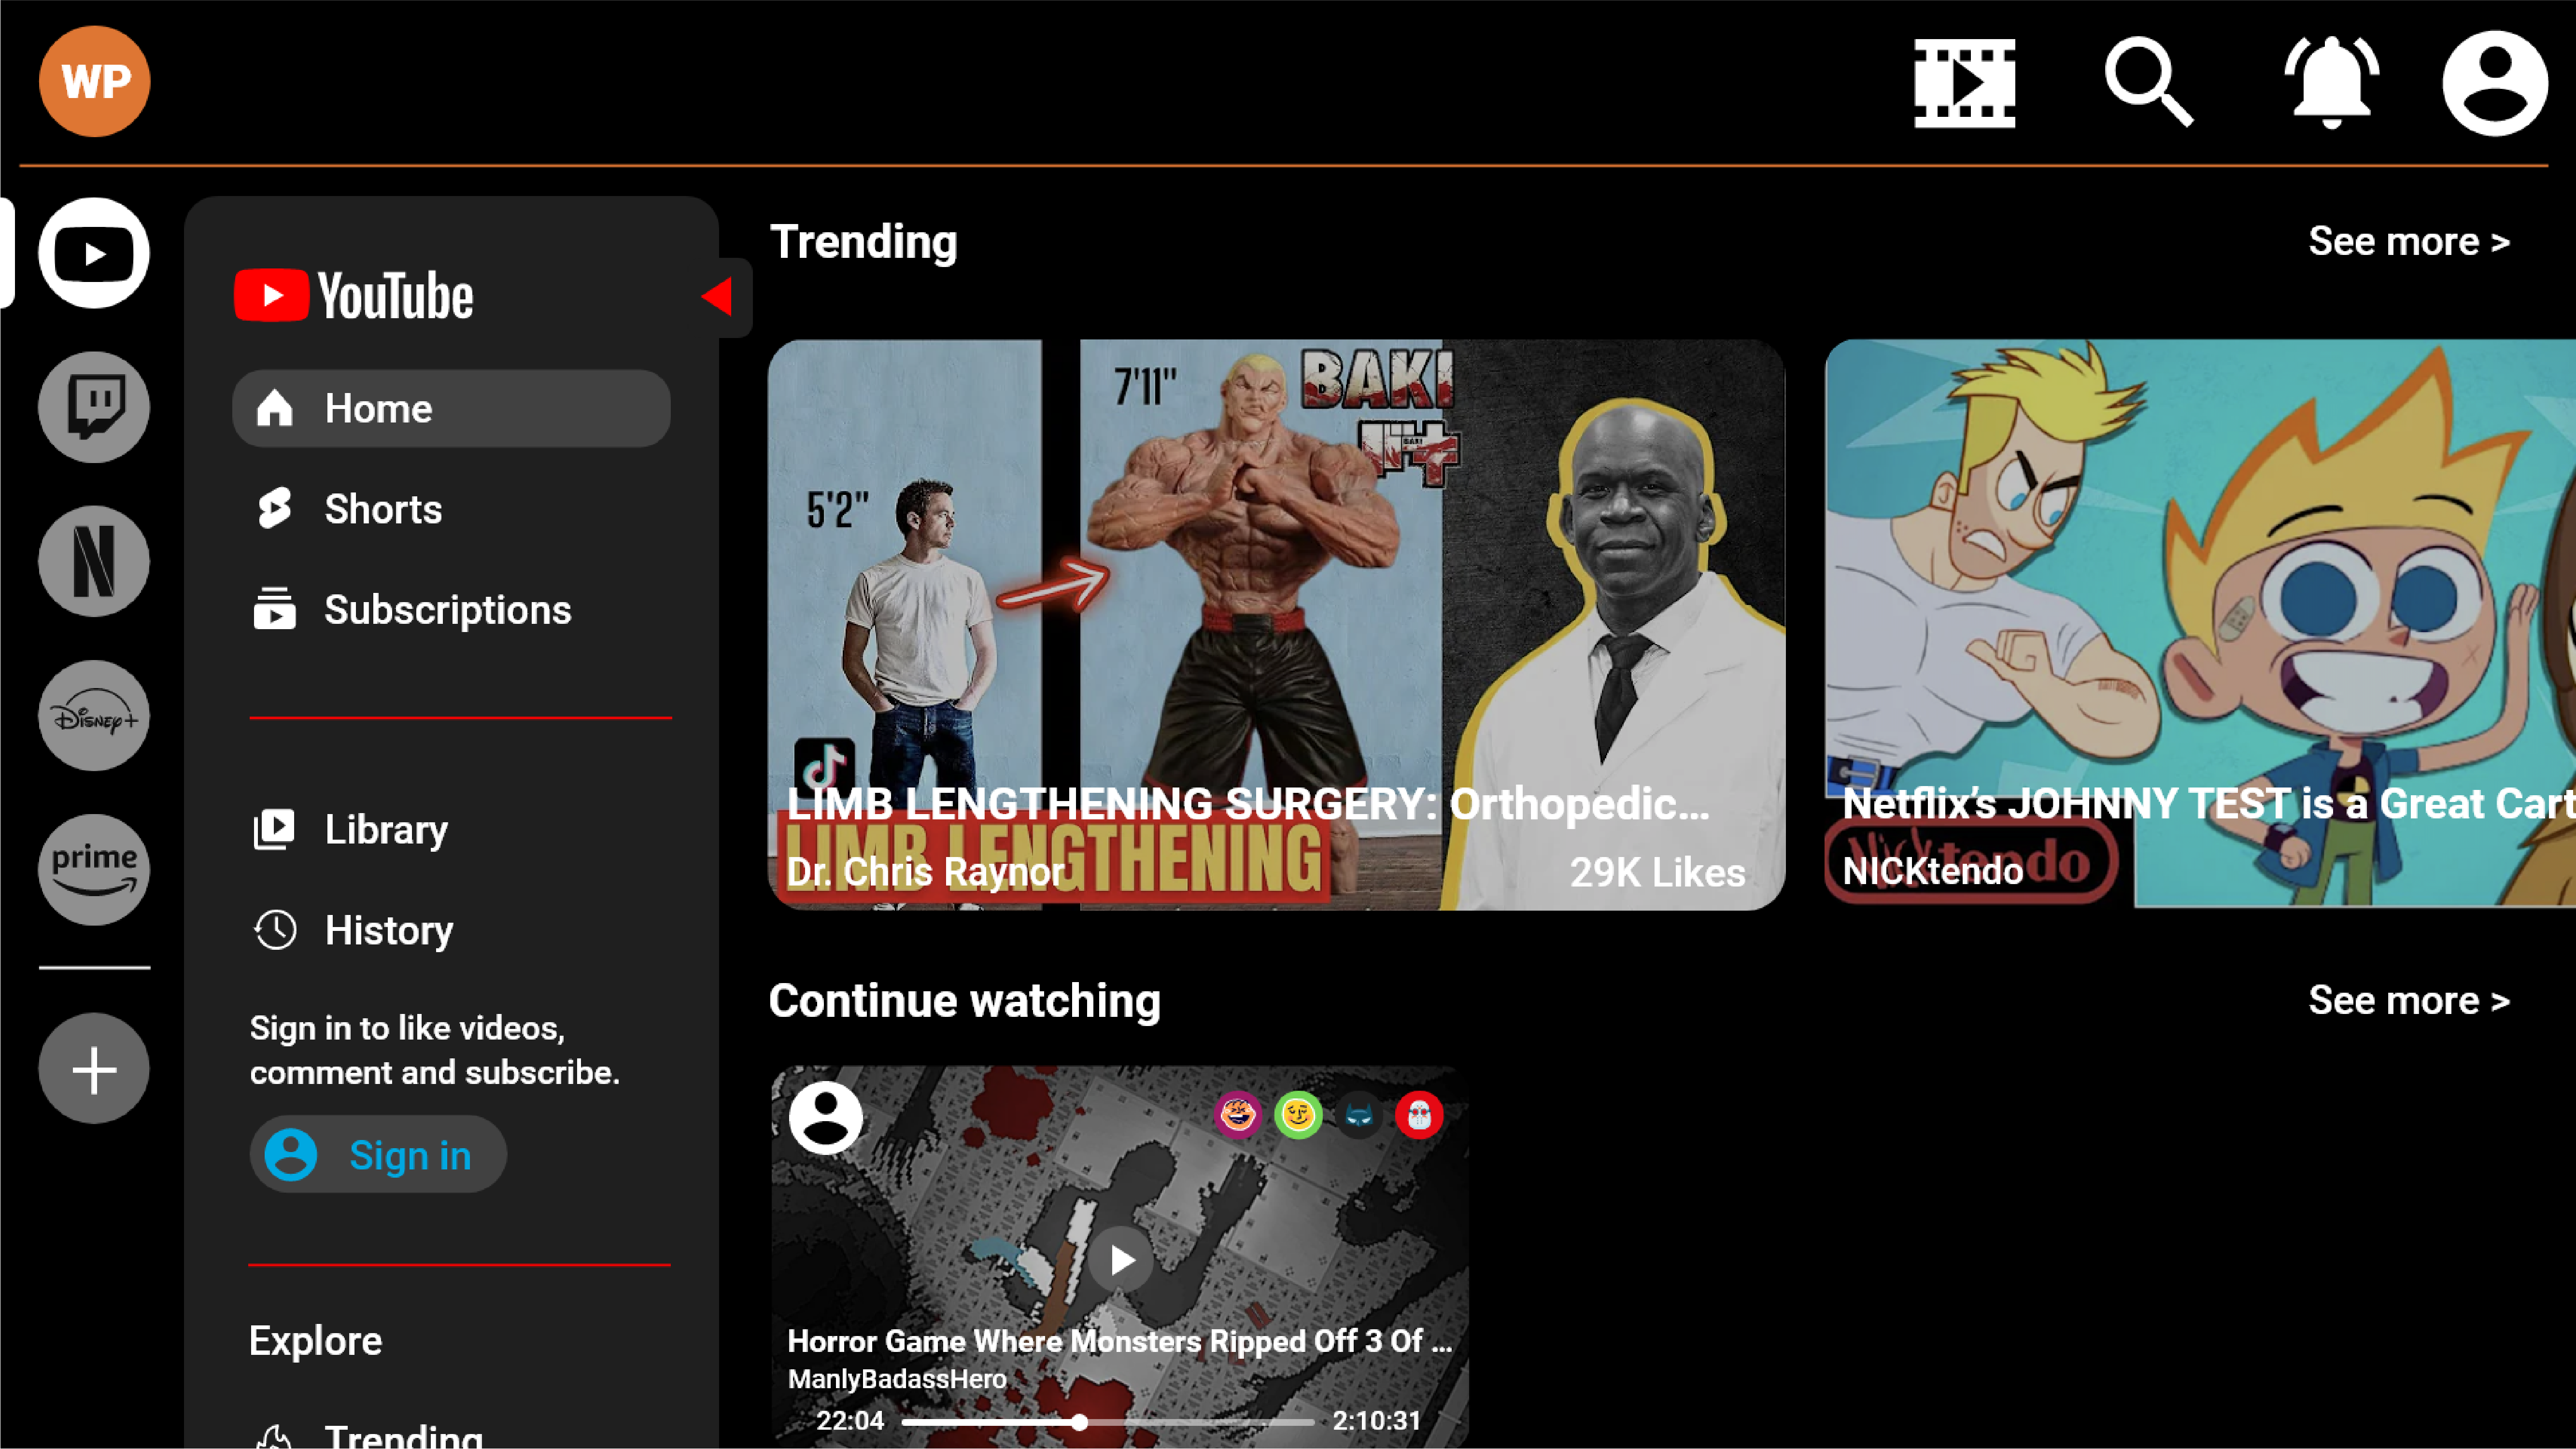 WP
Disney+
prime
YouTube
Home
Shorts
Subscriptions
Library
History
Sign in to like videos,
comment and subscribe.
Sign in
Explore
Trending
Trending
See more >
5'2"
7'11"
BAKI
LIMB LENGTHENING SURGERY: Orthopedic...
LIMB LENGTHENING
Dr. Chris Raynor
29K Likes
Netflix’s JOHNNY TEST is a Great Cart
Nicktendo
NICKtendo
Continue watching
See more >
Horror Game Where Monsters Ripped Off 3 Of ...
ManlyBadassHero
22:04
2:10:31